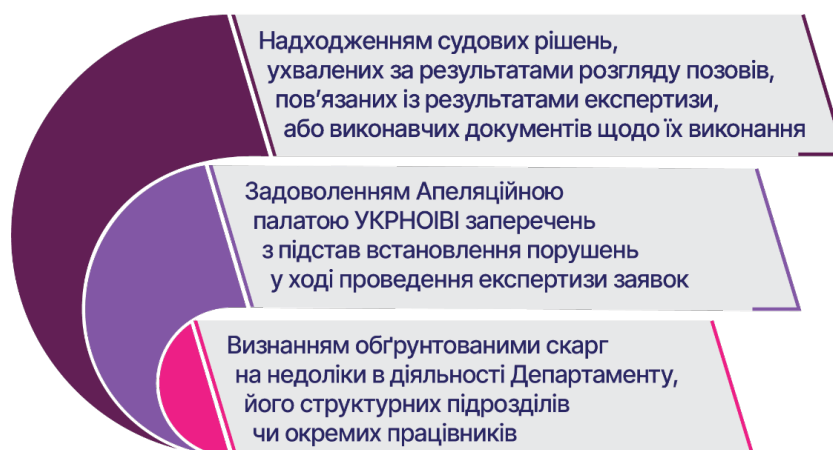 Надходженням судових рішень,
ухвалених за результатами розгляду позовів,
пов’язаних із результатами експертизи,
або виконавчих документів щодо їх виконання
Задоволенням Апеляційною
палатою УКРНОІВІ заперечень
з підстав встановлення порушень
у ході проведення експертизи заявок
Визнанням обґрунтованими скарг
на недоліки в діяльності Департаменту,
його структурних підрозділів
чи окремих працівників